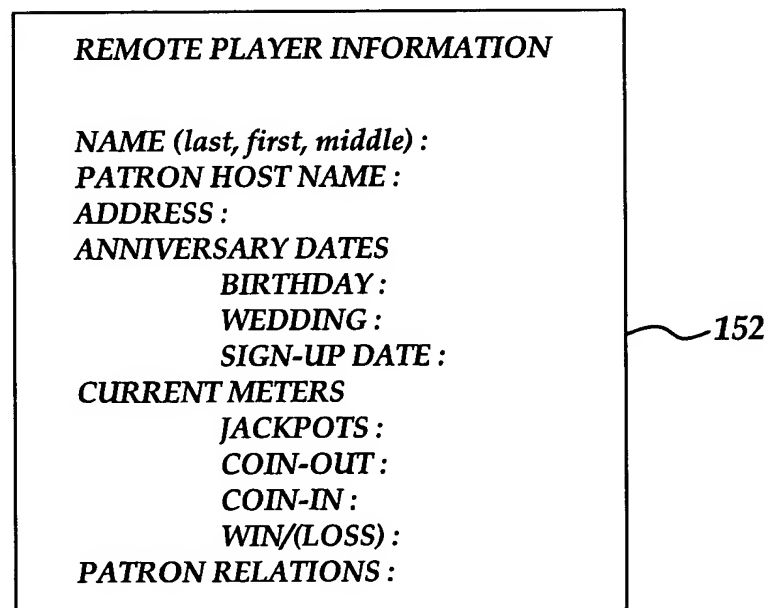 REMOTE PLAYER INFORMATION
NAME (last, first, middle) :
PATRON HOST NAME :
ADDRESS :
ANNIVERSARY DATES
BIRTHDAY :
WEDDING :
SIGN-UP DATE :
152
CURRENT METERS
JACKPOTS :
COIN-OUT :
COIN-IN :
WIN/(LOSS) :
PATRON RELATIONS :